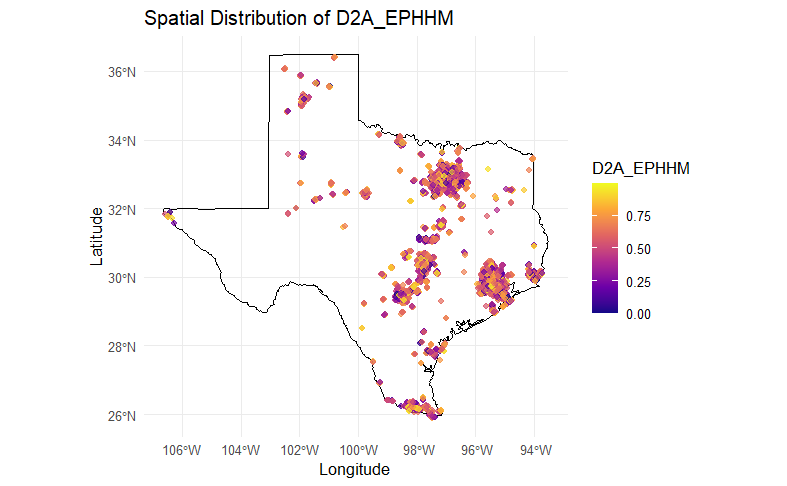 Spatial Distribution of D2A_EPHHM
36°N
34°N
32°N
30°N
28°N
26°N
Latitude
106°W 104°W 102°W 100°W 98°W 96°W 94°W
Longitude
D2A_EPHHM
0.75
0.50
0.25
0.00